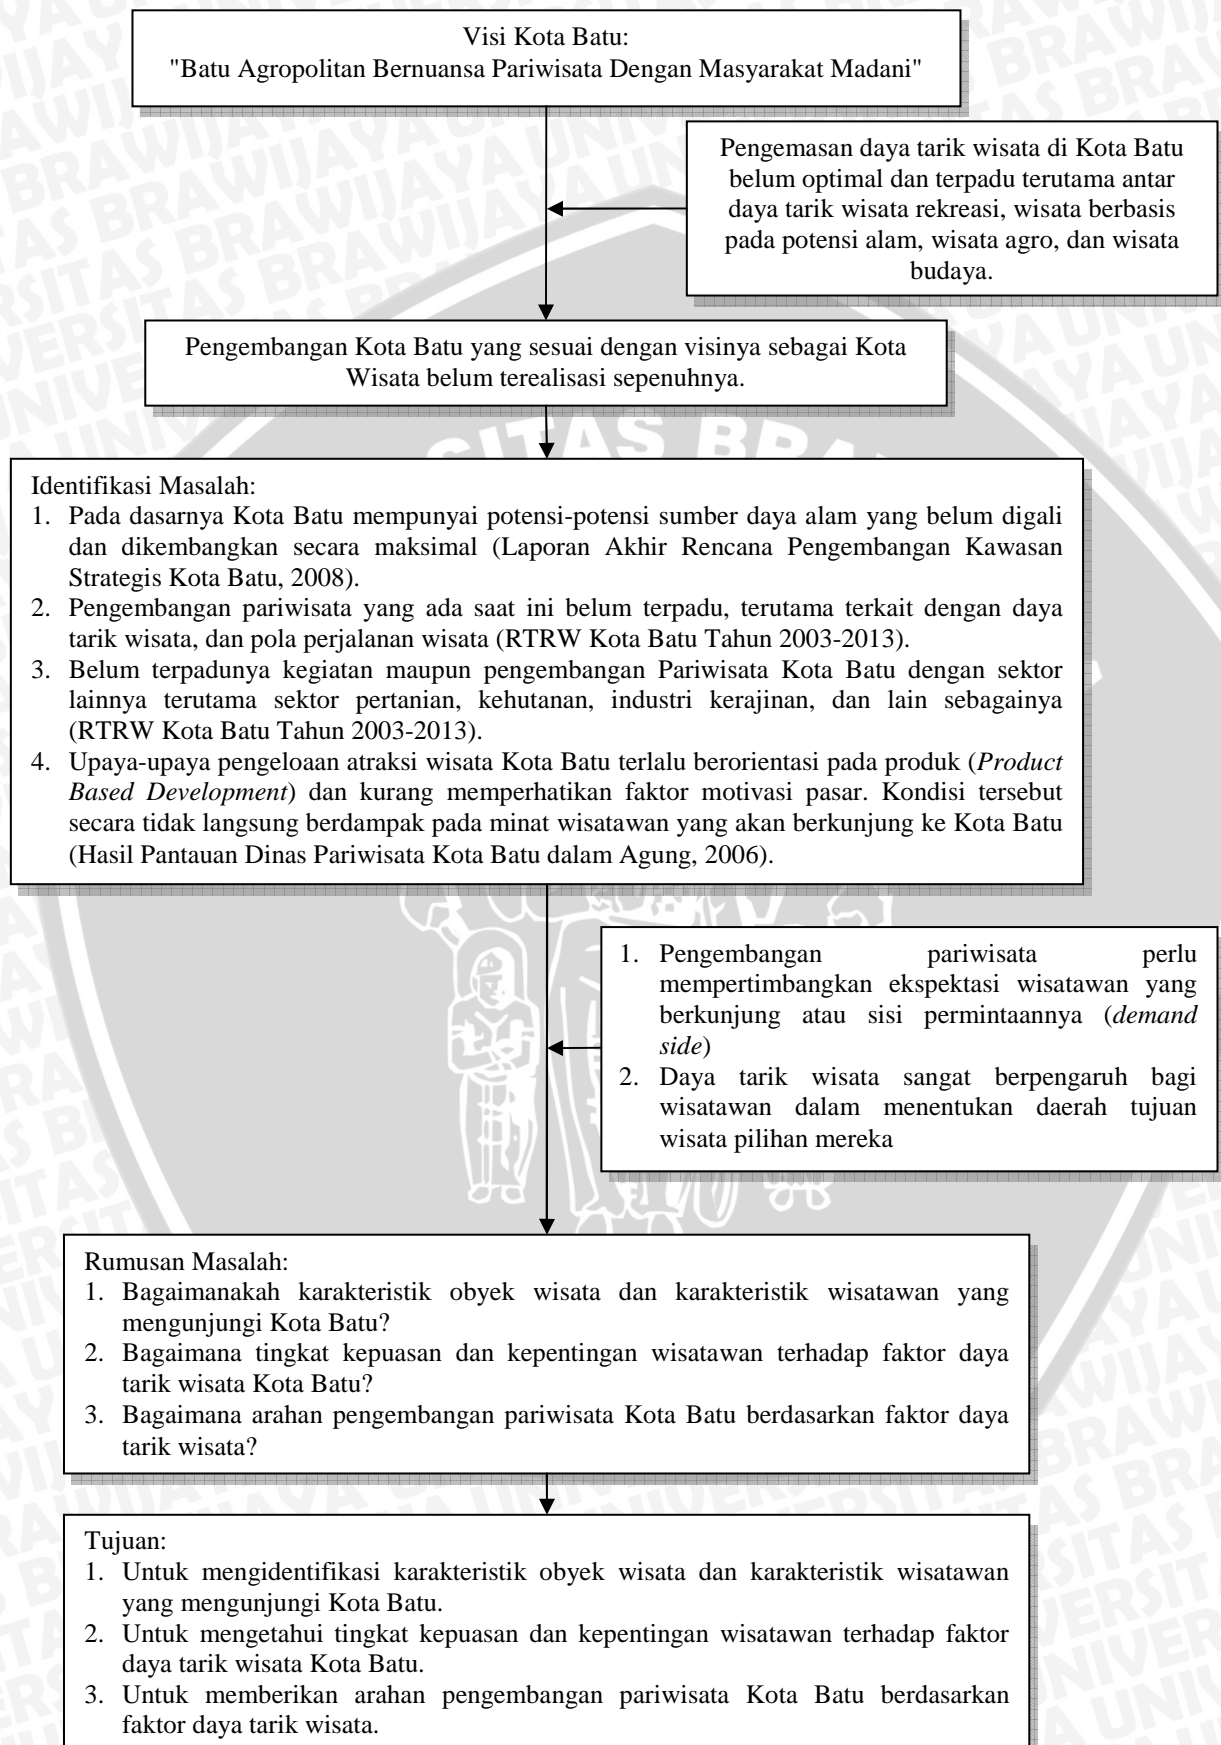 Visi Kota Batu:
"Batu Agropolitan Bernuansa Pariwisata Dengan Masyarakat Madani"
Pengemasan daya tarik wisata di Kota Batu
belum optimal dan terpadu terutama antar
daya tarik wisata rekreasi, wisata berbasis
pada potensi alam, wisata agro, dan wisata
budaya.
Pengembangan Kota Batu yang sesuai dengan visinya sebagai Kota
Wisata belum terealisasi sepenuhnya.
Identifikasi Masalah:
1. Pada dasarnya Kota Batu mempunyai potensi-potensi sumber daya alam yang belum digali
dan dikembangkan secara maksimal (Laporan Akhir Rencana Pengembangan Kawasan
Strategis Kota Batu, 2008).
2. Pengembangan pariwisata yang ada saat ini belum terpadu, terutama terkait dengan daya
tarik wisata, dan pola perjalanan wisata (RTRW Kota Batu Tahun 2003-2013).
3. Belum terpadunya kegiatan maupun pengembangan Pariwisata Kota Batu dengan sektor
lainnya terutama sektor pertanian, kehutanan, industri kerajinan, dan lain sebagainya
(RTRW Kota Batu Tahun 2003-2013).
4. Upaya-upaya pengeloaan atraksi wisata Kota Batu terlalu berorientasi pada produk (Product
Based Development) dan kurang memperhatikan faktor motivasi pasar. Kondisi tersebut
secara tidak langsung berdampak pada minat wisatawan yang akan berkunjung ke Kota Batu
(Hasil Pantauan Dinas Pariwisata Kota Batu dalam Agung, 2006).
1. Pengembangan pariwisata perlu
mempertimbangkan ekspektasi wisatawan yang
berkunjung atau sisi permintaannya (demand
side)
2. Daya tarik wisata sangat berpengaruh bagi
wisatawan dalam menentukan daerah tujuan
wisata pilihan mereka
Rumusan Masalah:
1. Bagaimanakah karakteristik obyek wisata dan karakteristik wisatawan yang
mengunjungi Kota Batu?
2. Bagaimana tingkat kepuasan dan kepentingan wisatawan terhadap faktor daya
tarik wisata Kota Batu?
3. Bagaimana arahan pengembangan pariwisata Kota Batu berdasarkan faktor daya
tarik wisata?
Tujuan:
1. Untuk mengidentifikasi karakteristik obyek wisata dan karakteristik wisatawan
yang mengunjungi Kota Batu.
2. Untuk mengetahui tingkat kepuasan dan kepentingan wisatawan terhadap faktor
daya tarik wisata Kota Batu.
3. Untuk memberikan arahan pengembangan pariwisata Kota Batu berdasarkan
faktor daya tarik wisata.